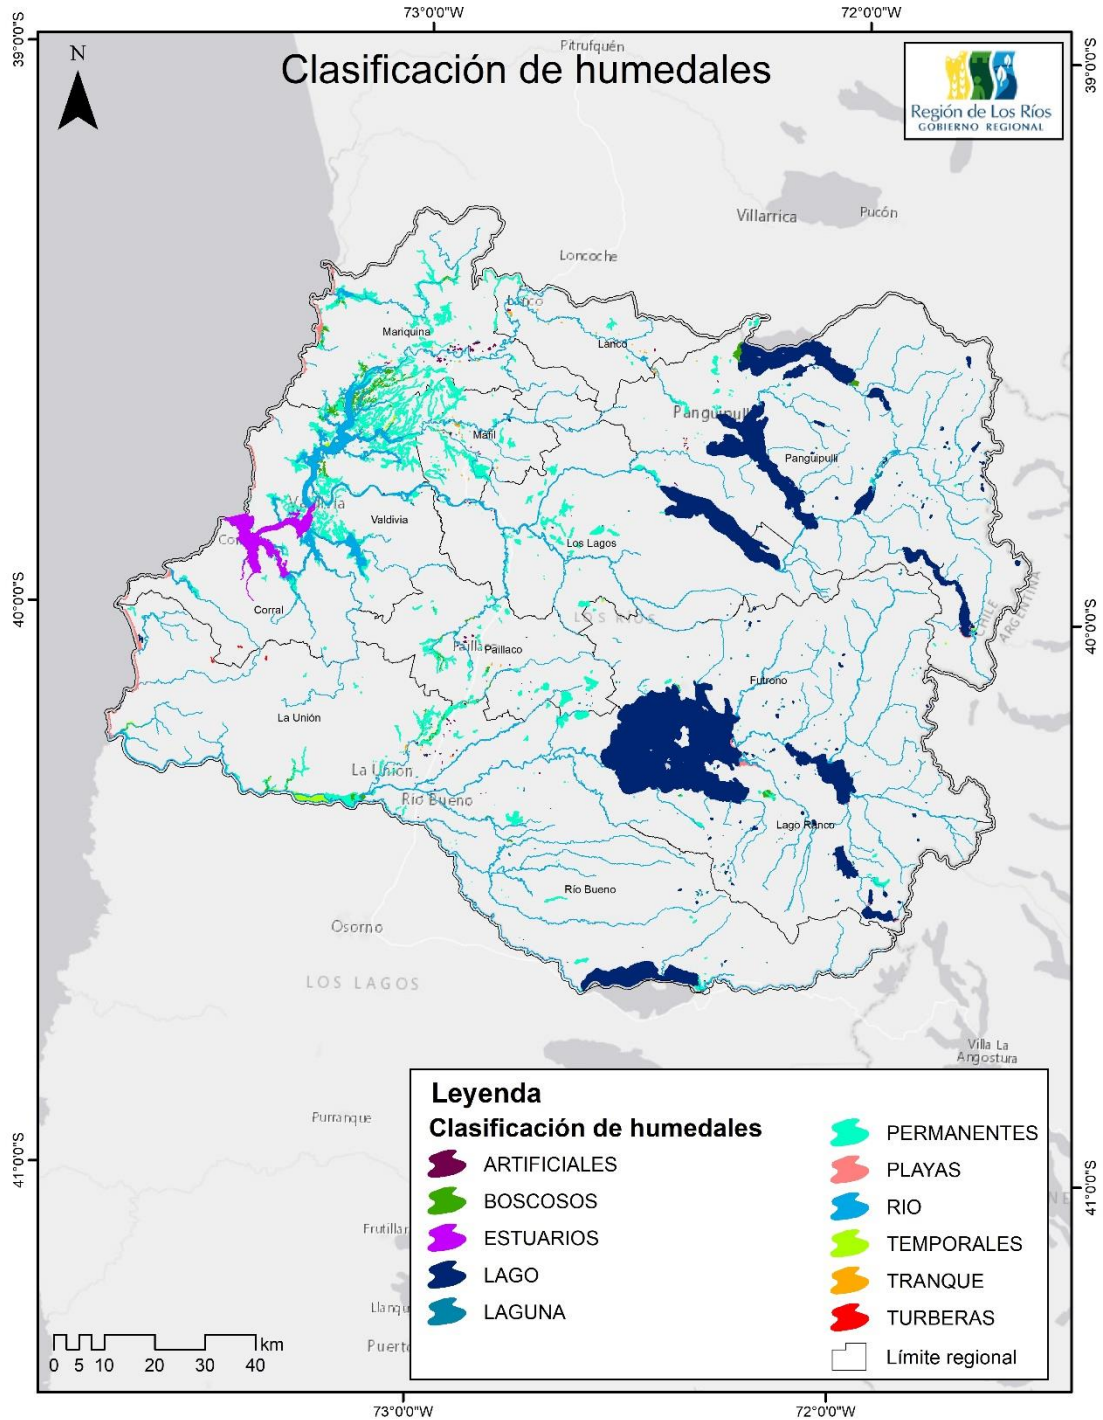 73°0'0"W
72°0'0"W
39°0'0"S
39°0'0"S
N
Pitrufquén
Clasificación de humedales
Región de Los Ríos
GOBIERNO REGIONAL
Villarrica
Pucón
Loncoche
Lanco
Mariquina
Lanco
Panguipulli
Máfil
Panguipulli
Valdivia
Valdivia
Los Lagos
Corral
40°0'0"S
40°0'0"S
CHILE
ARGENTINA
LOS RÍOS
Paillaco
Futrono
La Unión
La Unión
Río Bueno
Lago Ranco
Río Bueno
Osorno
LOS LAGOS
Villa La
Angostura
Purranque
41°0'0"S
41°0'0"S
Leyenda
Clasificación de humedales
ARTIFICIALES
BOSCOSOS
ESTUARIOS
LAGO
LAGUNA
PERMANENTES
PLAYAS
RIO
TEMPORALES
TRANQUE
TURBERAS
Límite regional
km
0 5 10 20 30 40
73°0'0"W
72°0'0"W